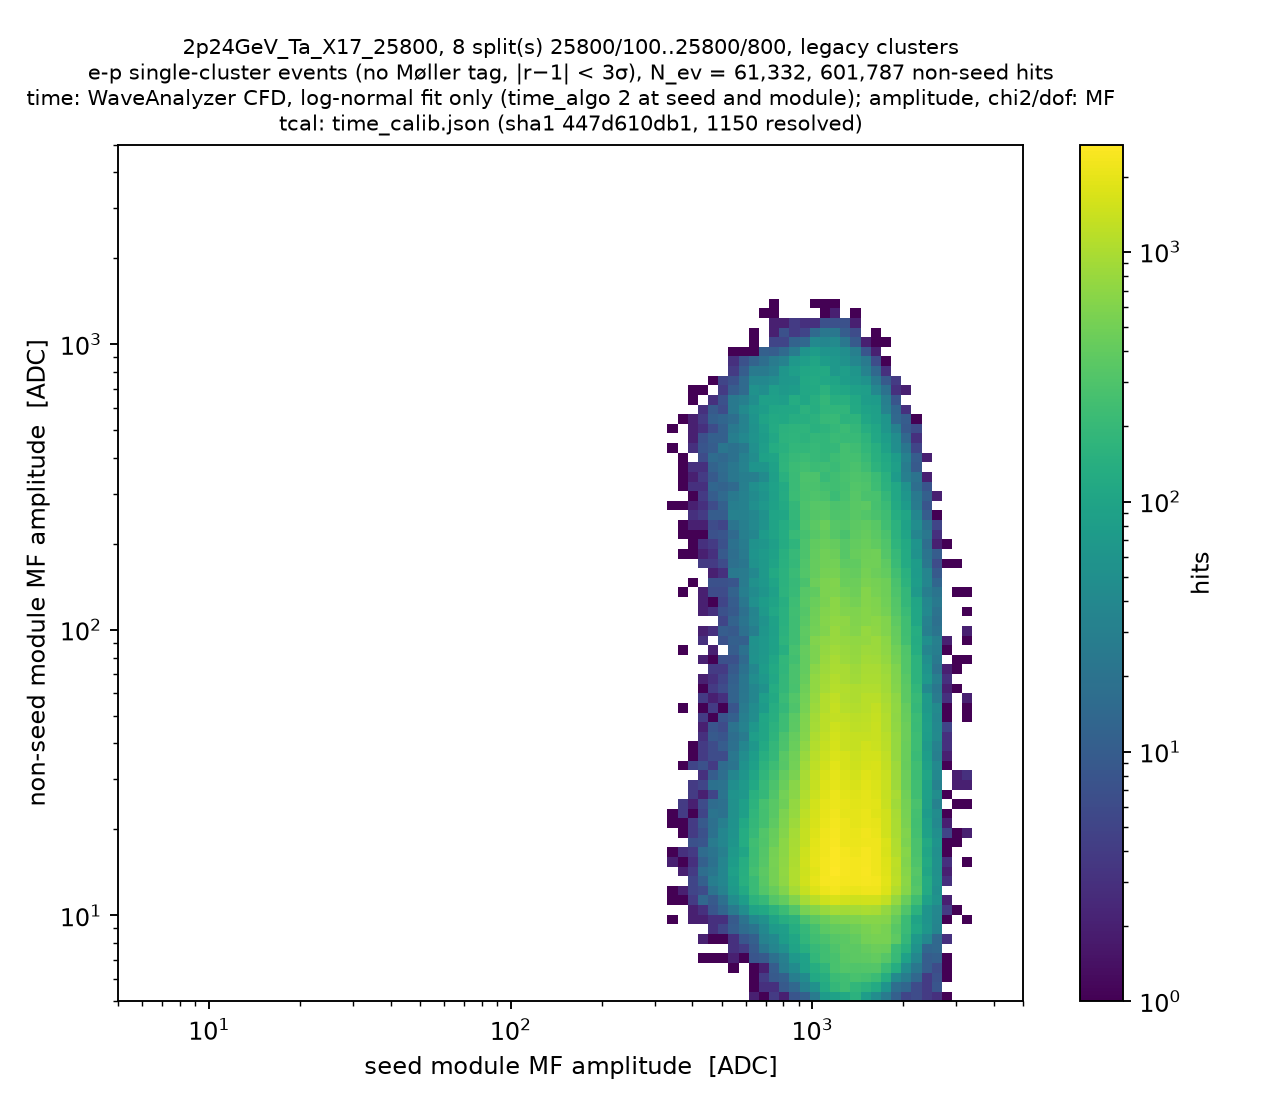 2p24GeV_Ta_X17_25800, 8 split(s) 25800/100..25800/800, legacy clusters
e-p single-cluster events (no Møller tag, |r−1| < 3σ), N_ev = 61,332, 601,787 non-seed hits
time: WaveAnalyzer CFD, log-normal fit only (time_algo 2 at seed and module); amplitude, chi2/dof: MF
tcal: time_calib.json (sha1 447d610db1, 1150 resolved)
non-seed module MF amplitude [ADC]
10³
10²
10¹
10¹
10²
10³
seed module MF amplitude [ADC]
10³
10²
10¹
10⁰
hits